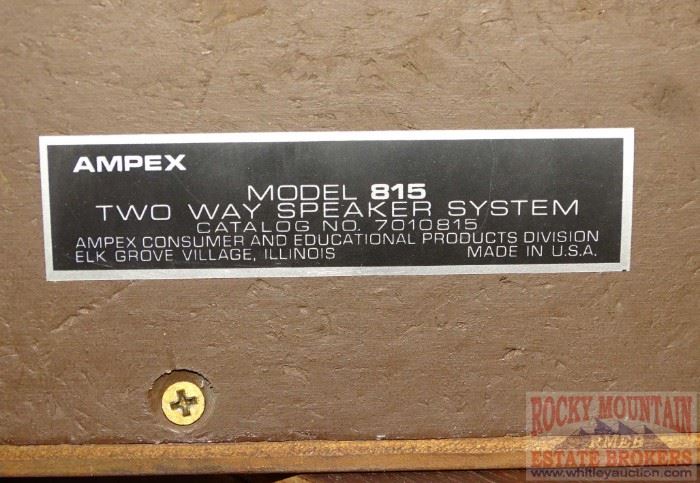 AMPEX
MODEL 815
TWO WAY SPEAKER SYSTEM
CATALOG NO. 7010815
AMPEX CONSUMER AND EDUCATIONAL PRODUCTS DIVISION
ELK GROVE VILLAGE, ILLINOIS MADE IN U.S.A.
ROCKY MOUNTAIN
RMEB
ESTATE BROKERS
www.whitleyauction.com